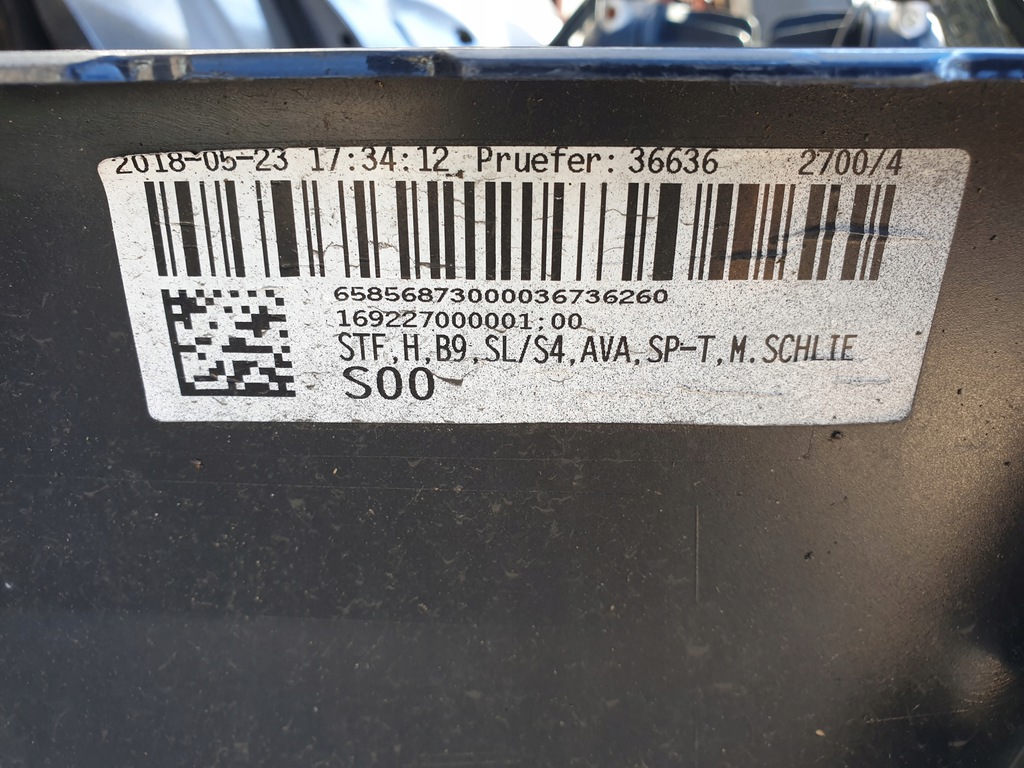 2018-05-23 17:34:12 Pruefer: 36636 2700/4
65856873000036736260
169227000001:00
STF,H,B9,SL/S4,AVA,SP-T,M.SCHLIE
S00